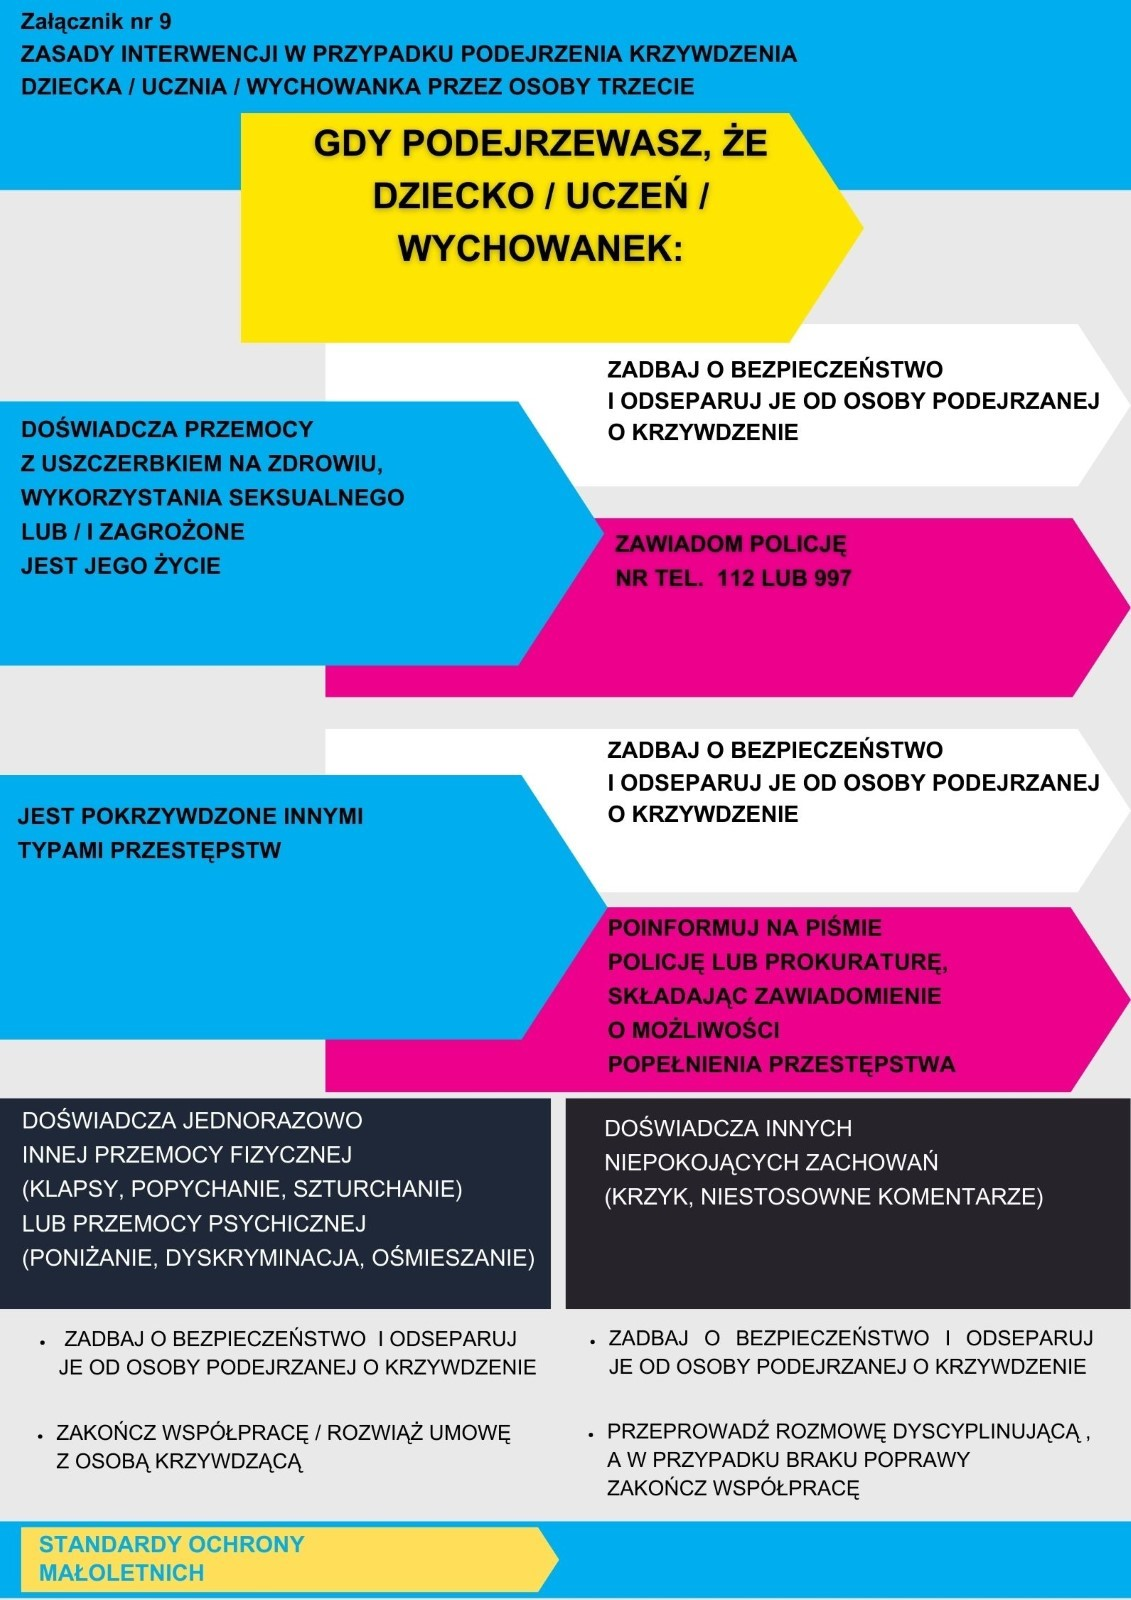 Załącznik nr 9
ZASADY INTERWENCJI W PRZYPADKU PODEJRZENIA KRZYWDZENIA
DZIECKA / UCZNIA / WYCHOWANKA PRZEZ OSOBY TRZECIE
GDY PODEJRZEWASZ, ŻE
DZIECKO / UCZEŃ /
WYCHOWANEK:
DOŚWIADCZA PRZEMOCY
Z USZCZERBKIEM NA ZDROWIU,
WYKORZYSTANIA SEKSUALNEGO
LUB / I ZAGROŻONE
JEST JEGO ŻYCIE
ZADBAJ O BEZPIECZEŃSTWO
I ODSEPARUJ JE OD OSOBY PODEJRZANEJ
O KRZYWDZENIE
ZAWIADOM POLICJĘ
NR TEL. 112 LUB 997
JEST POKRZYWDZONE INNYMI
TYPAMI PRZESTĘPSTW
ZADBAJ O BEZPIECZEŃSTWO
I ODSEPARUJ JE OD OSOBY PODEJRZANEJ
O KRZYWDZENIE
POINFORMUJ NA PIŚMIE
POLICJĘ LUB PROKURATURĘ,
SKŁADAJĄC ZAWIADOMIENIE
O MOŻLIWOŚCI
POPEŁNIENIA PRZESTĘPSTWA
DOŚWIADCZA JEDNORAZOWO
INNEJ PRZEMOCY FIZYCZNEJ
(KLAPSY, POPYCHANIE, SZTURCHANIE)
LUB PRZEMOCY PSYCHICZNEJ
(PONIŻANIE, DYSKRYMINACJA, OŚMIESZANIE)
• ZADBAJ O BEZPIECZEŃSTWO I ODSEPARUJ
JE OD OSOBY PODEJRZANEJ O KRZYWDZENIE
• ZAKOŃCZ WSPÓŁPRACĘ / ROZWIĄŻ UMOWĘ
Z OSOBĄ KRZYWDZĄCĄ
DOŚWIADCZA INNYCH
NIEPOKOJĄCYCH ZACHOWAŃ
(KRZYK, NIESTOSOWNE KOMENTARZE)
• ZADBAJ O BEZPIECZEŃSTWO I ODSEPARUJ
JE OD OSOBY PODEJRZANEJ O KRZYWDZENIE
• PRZEPROWADŹ ROZMOWĘ DYSCYPLINUJĄCĄ ,
A W PRZYPADKU BRAKU POPRAWY
ZAKOŃCZ WSPÓŁPRACĘ
STANDARDY OCHRONY
MAŁOLETNICH